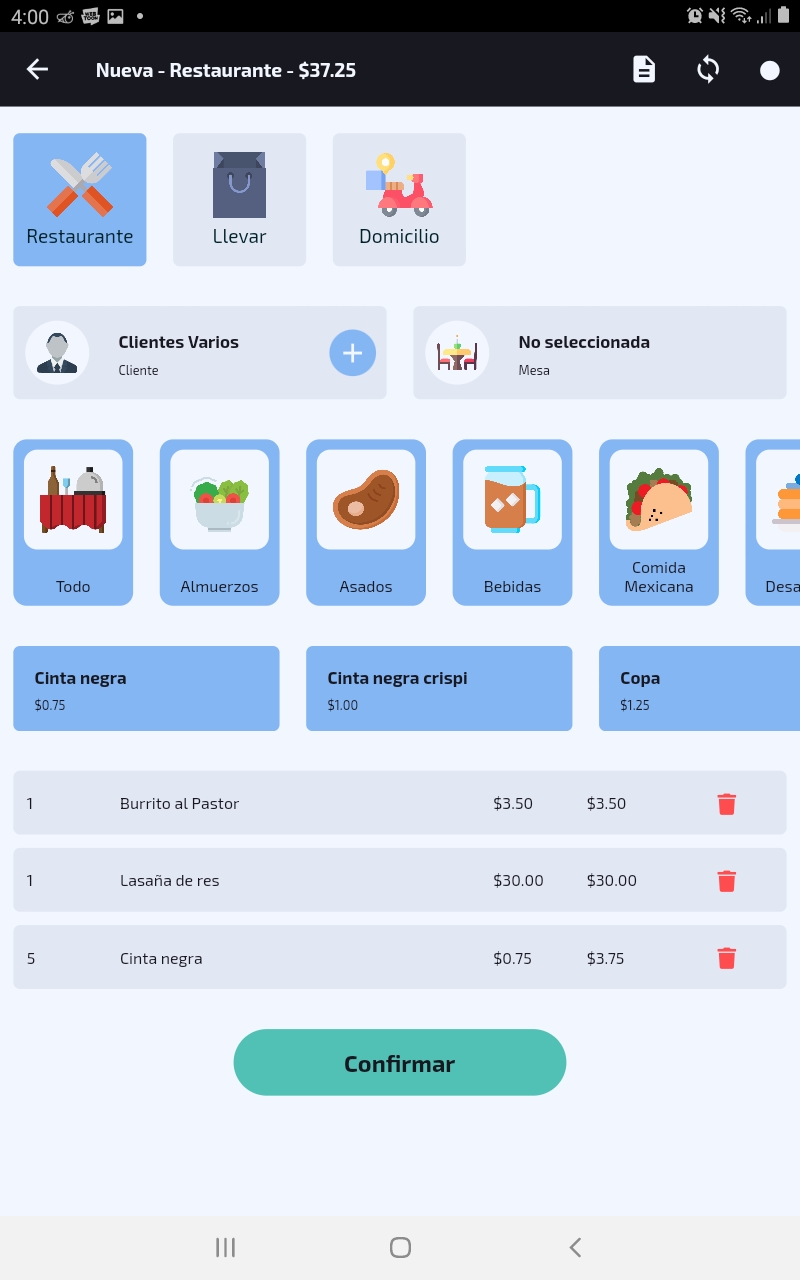 4:00
WEB
TOON
Nueva - Restaurante - $37.25
Restaurante
Llevar
Domicilio
Clientes Varios
Cliente
No seleccionada
Mesa
Todo
Almuerzos
Asados
Bebidas
Comida
Mexicana
Desa
Cinta negra
$0.75
Cinta negra crispi
$1.00
Copa
$1.25
1 Burrito al Pastor $3.50 $3.50
1 Lasaña de res $30.00 $30.00
5 Cinta negra $0.75 $3.75
Confirmar